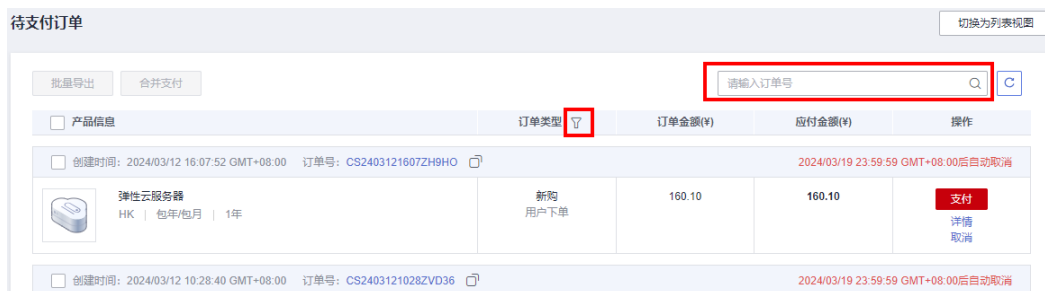 待支付订单
切换为列表视图
批量导出 合并支付 请输入订单号
产品信息 订单类型 订单金额(¥) 应付金额(¥) 操作
创建时间：2024/03/12 16:07:52 GMT+08:00 订单号：CS2403121607ZH9HO 2024/03/19 23:59:59 GMT+08:00后自动取消
弹性云服务器 新购 160.10 160.10 支付
HK | 包年/包月 | 1年 用户下单
详情
取消
创建时间：2024/03/12 10:28:40 GMT+08:00 订单号：CS2403121028ZVD36 2024/03/19 23:59:59 GMT+08:00后自动取消